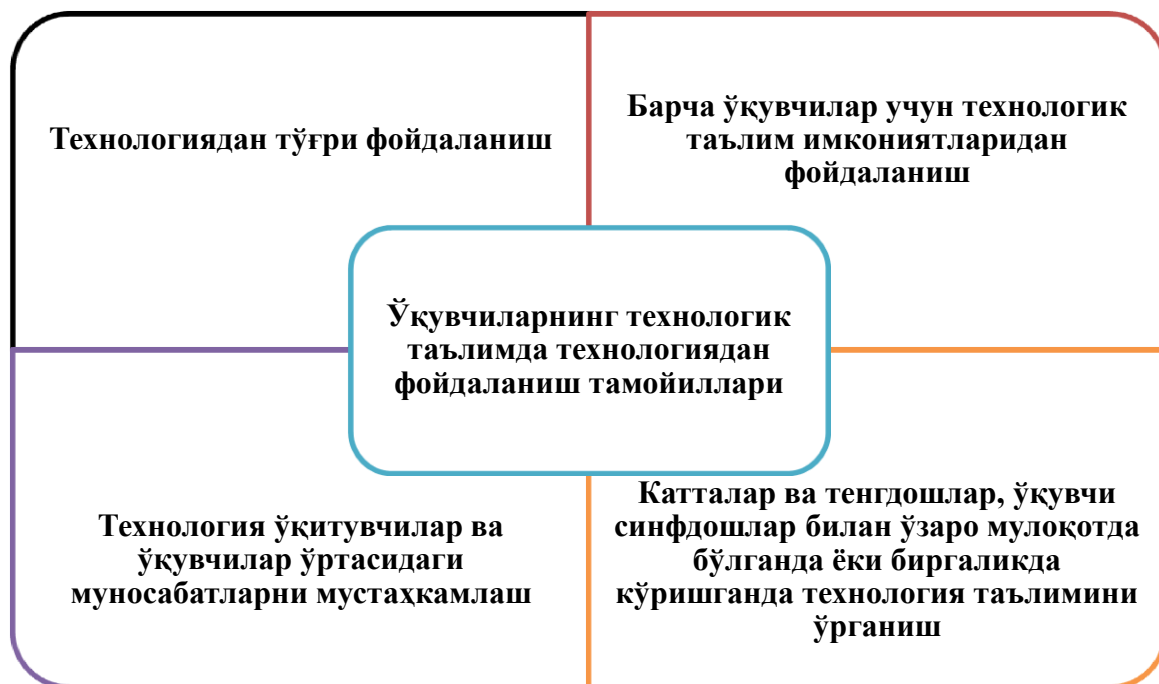 Технологиядан тўғри фойдаланиш
Барча ўқувчилар учун технологик
таълим имкониятларидан
фойдаланиш
Ўқувчиларнинг технологик
таълимда технологиядан
фойдаланиш тамойиллари
Технология ўқитувчилар ва
ўқувчилар ўртасидаги
муносабатларни мустаҳкамлаш
Катталар ва тенгдошлар, ўқувчи
синфдошлар билан ўзаро мулоқотда
бўлганда ёки биргаликда
кўришганда технология таълимини
ўрганиш